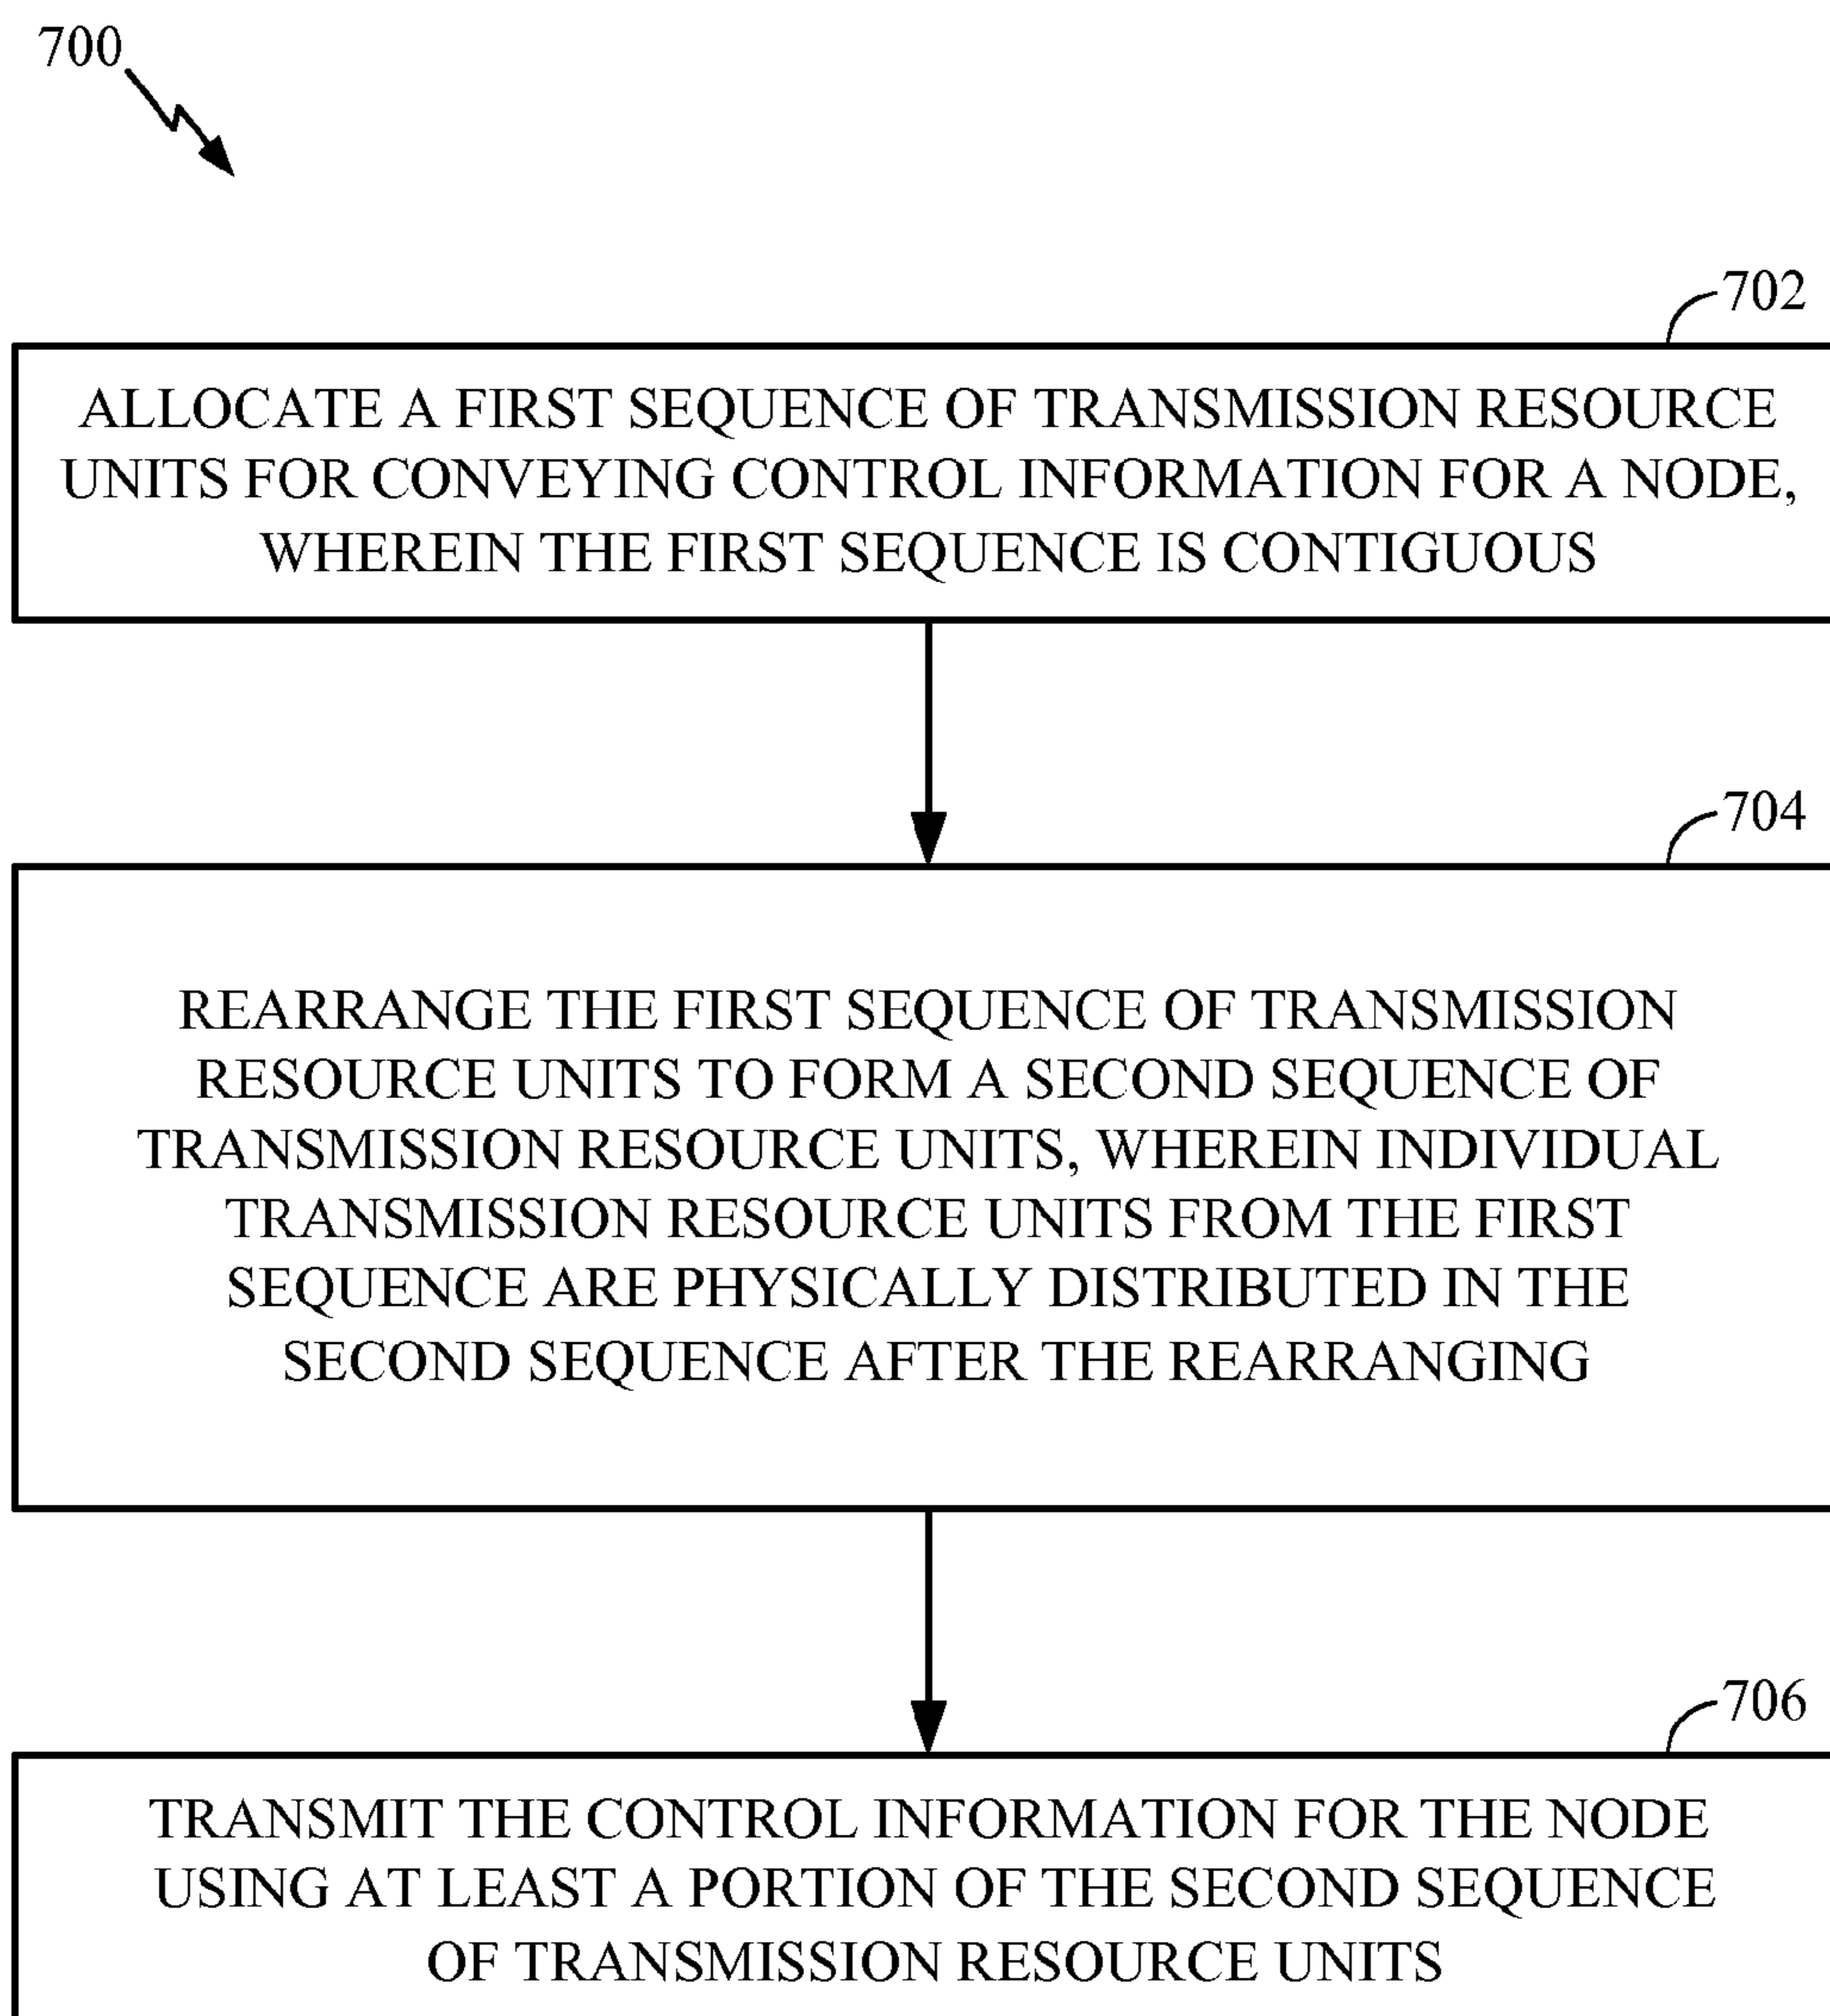 700
702
ALLOCATE A FIRST SEQUENCE OF TRANSMISSION RESOURCE
UNITS FOR CONVEYING CONTROL INFORMATION FOR A NODE,
WHEREIN THE FIRST SEQUENCE IS CONTIGUOUS
704
REARRANGE THE FIRST SEQUENCE OF TRANSMISSION
RESOURCE UNITS TO FORM A SECOND SEQUENCE OF
TRANSMISSION RESOURCE UNITS, WHEREIN INDIVIDUAL
TRANSMISSION RESOURCE UNITS FROM THE FIRST
SEQUENCE ARE PHYSICALLY DISTRIBUTED IN THE
SECOND SEQUENCE AFTER THE REARRANGING
706
TRANSMIT THE CONTROL INFORMATION FOR THE NODE
USING AT LEAST A PORTION OF THE SECOND SEQUENCE
OF TRANSMISSION RESOURCE UNITS